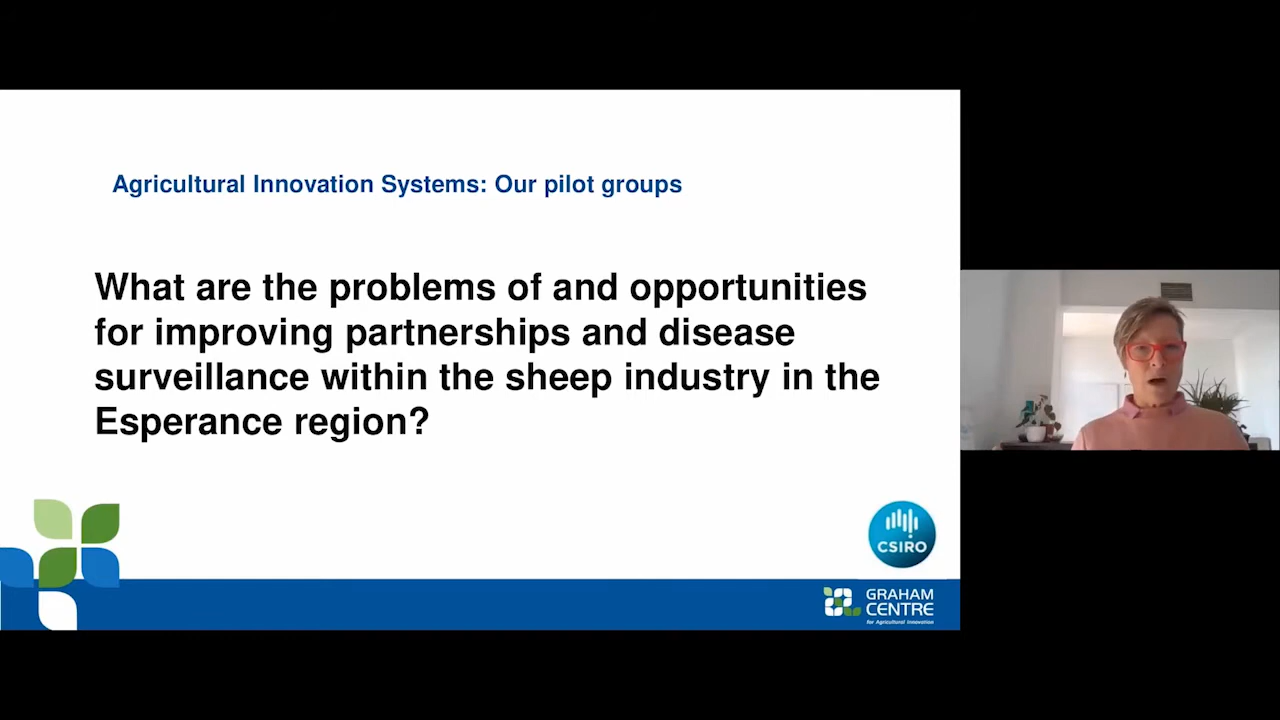 Agricultural Innovation Systems: Our pilot groups
What are the problems of and opportunities
for improving partnerships and disease
surveillance within the sheep industry in the
Esperance region?
CSIRO
GRAHAM
CENTRE
for Agricultural Innovation